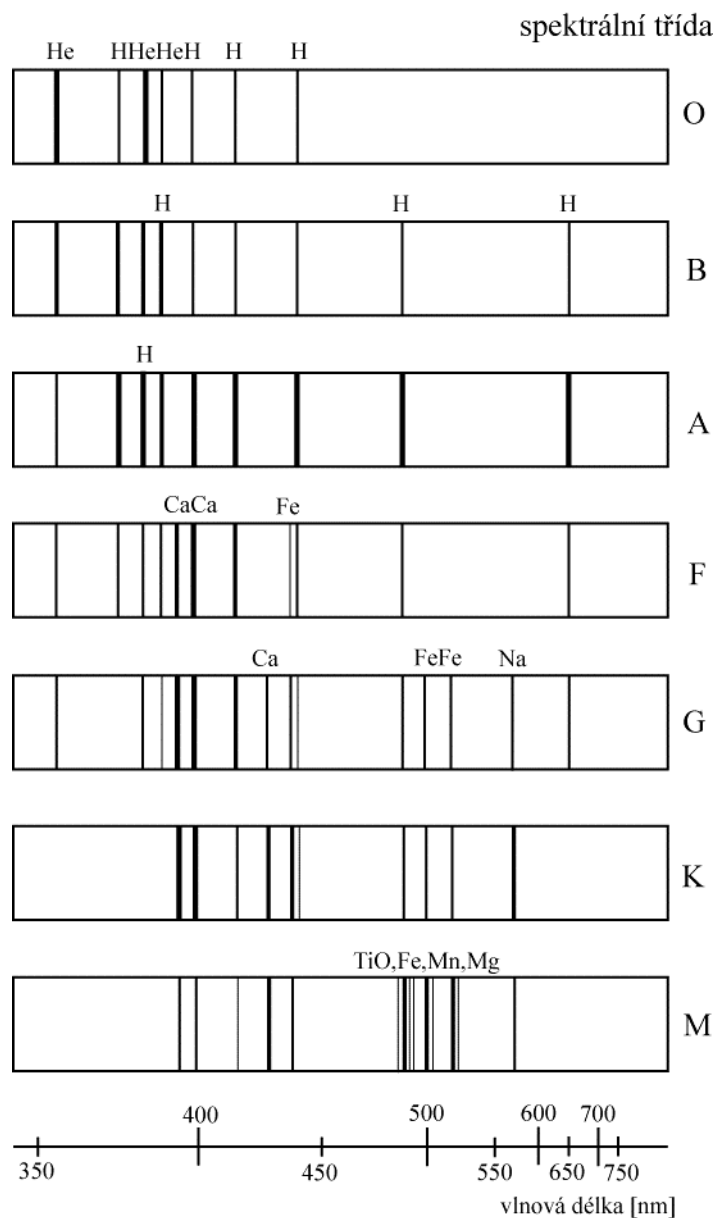 spektrální třída
He HHeHeH H H
O
H H H
B
H
A
CaCa Fe
F
Ca FeFe Na
G
K
TiO,Fe,Mn,Mg
M
400 500 600 700
350 450 550 650 750
vlnová délka [nm]